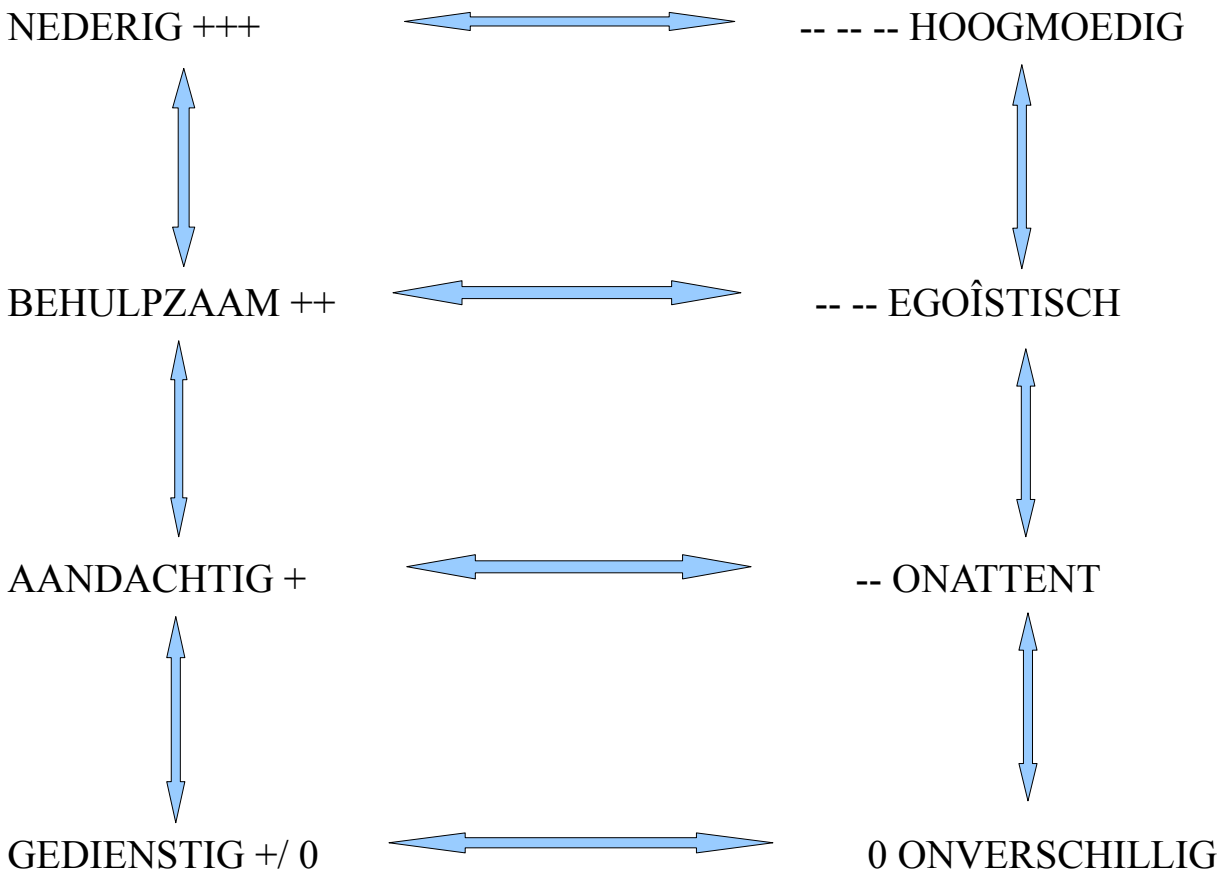 NEDERIG +++ -- -- -- HOOGMOEDIG
BEHULPZAAM ++ -- -- EGOÎSTISCH
AANDACHTIG + -- ONATTENT
GEDIENSTIG +/ 0 0 ONVERSCHILLIG